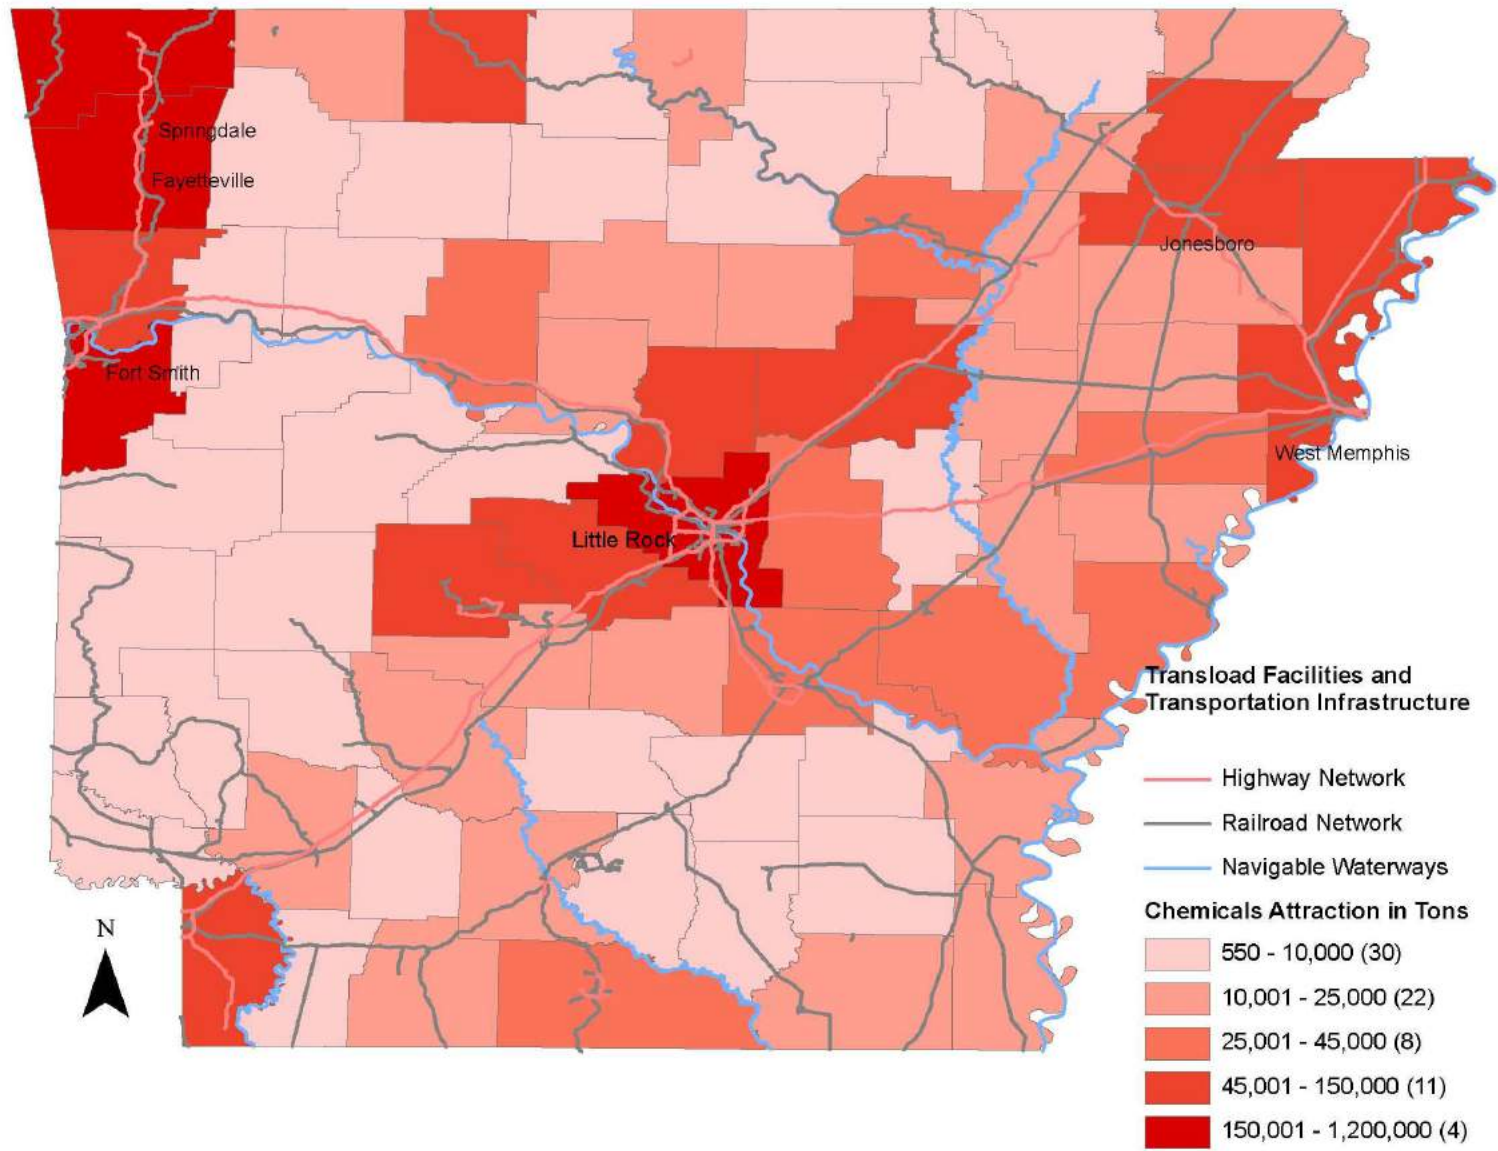 Springdale
Fayetteville
Jonesboro
Fort Smith
West Memphis
Little Rock
Transload Facilities and
Transportation Infrastructure
Highway Network
Railroad Network
Navigable Waterways
Chemicals Attraction in Tons
N
550 - 10,000 (30)
10,001 - 25,000 (22)
25,001 - 45,000 (8)
45,001 - 150,000 (11)
150,001 - 1,200,000 (4)